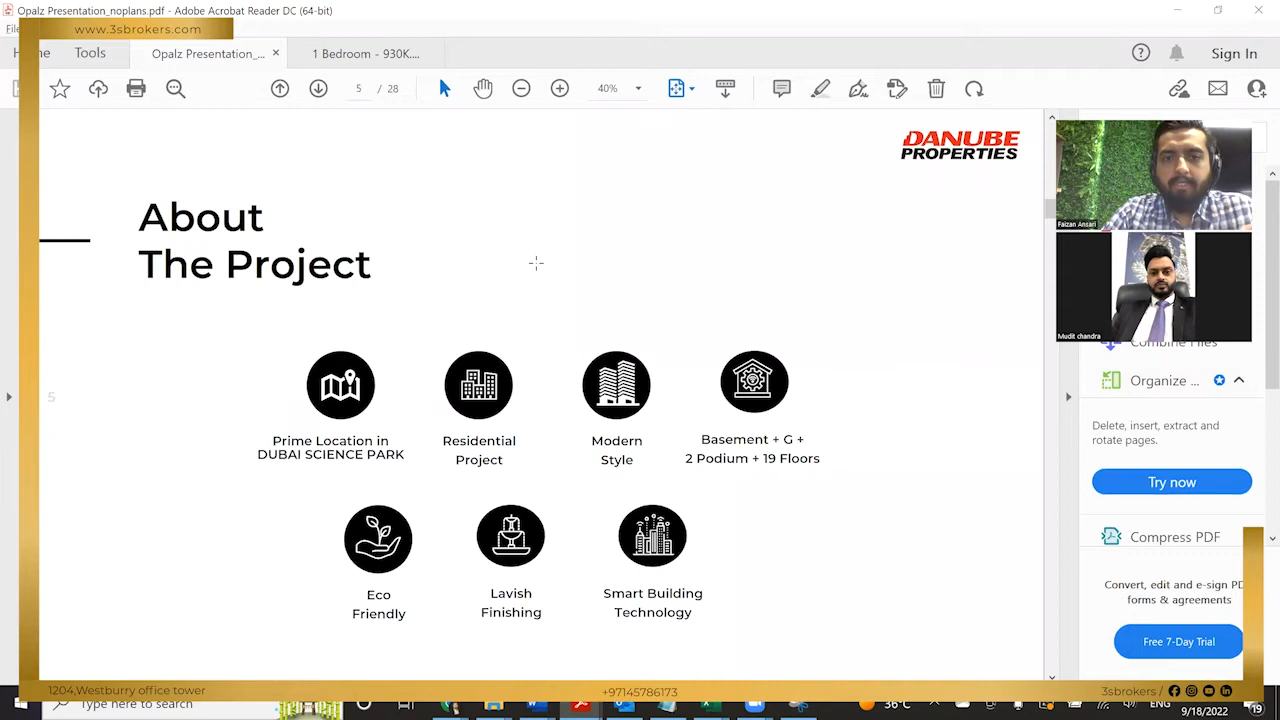 Opalz Presentation_noplans.pdf - Adobe Acrobat Reader DC (64-bit)
www.3sbrokers.com
Tools
Opalz Presentation_... ×
1 Bedroom - 930K....
Sign In
5 / 28
40%
DANUBE
PROPERTIES
About
The Project
Faizan Ansari
Mudit chandra
Combine Files
Organize ...
Delete, insert, extract and
rotate pages.
Try now
Compress PDF
Convert, edit and e-sign PD
forms & agreements
Free 7-Day Trial
5
Prime Location in
DUBAI SCIENCE PARK
Residential
Project
Modern
Style
Basement + G +
2 Podium + 19 Floors
Eco
Friendly
Lavish
Finishing
Smart Building
Technology
1204,Westburry office tower
+97145786173
3sbrokers /
Type here to search
36°C
ENG
9/18/2022
19